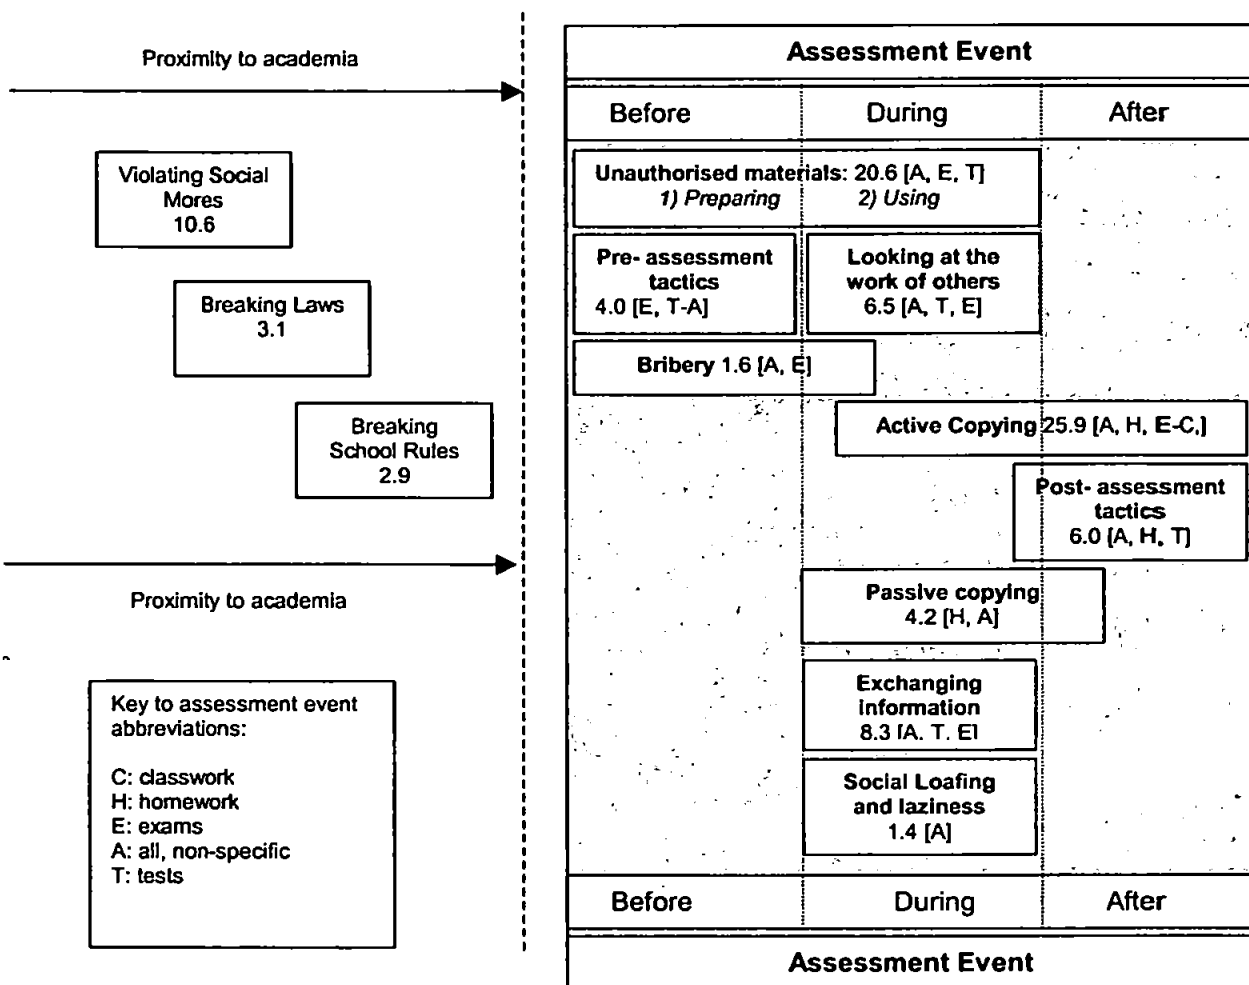 Proximity to academia
Violating Social
Mores
10.6
Breaking Laws
3.1
Breaking
School Rules
2.9
Proximity to academia
Key to assessment event
abbreviations:
C: classwork
H: homework
E: exams
A: all, non-specific
T: tests
Assessment Event
Before During After
Unauthorised materials: 20.6 [A, E, T]
1) Preparing 2) Using
Pre- assessment
tactics
4.0 [E, T-A]
Looking at the
work of others
6.5 [A, T, E]
Bribery 1.6 [A, E]
Active Copying 25.9 [A, H, E-C,]
Post- assessment
tactics
6.0 [A, H, T]
Passive copying
4.2 [H, A]
Exchanging
information
8.3 [A. T. E]
Social Loafing
and laziness
1.4 [A]
Before During After
Assessment Event